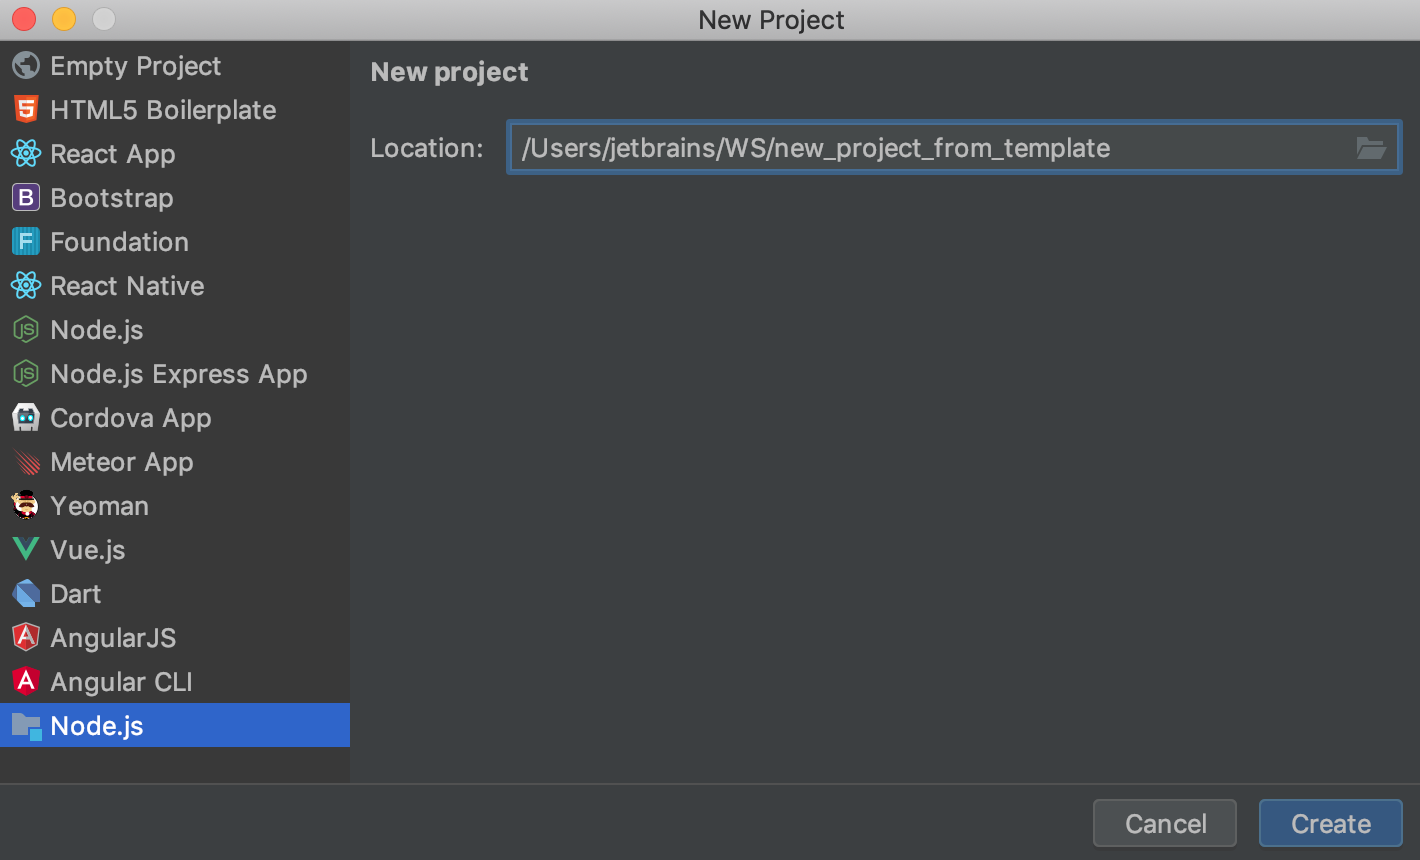 New Project
Empty Project
HTML5 Boilerplate
React App
Bootstrap
Foundation
React Native
Node.js
Node.js Express App
Cordova App
Meteor App
Yeoman
Vue.js
Dart
AngularJS
Angular CLI
Node.js
New project
Location: /Users/jetbrains/WS/new_project_from_template
Cancel Create